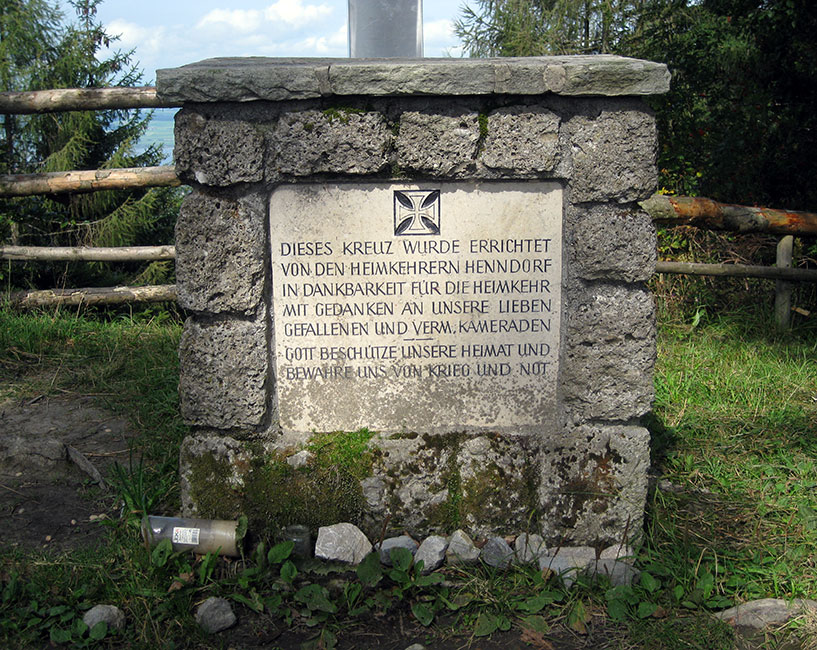 DIESES KREUZ WURDE ERRICHTET
VON DEN HEIMKEHRERN HENNDORF
IN DANKBARKEIT FÜR DIE HEIMKEHR
MIT GEDANKEN AN UNSERE LIEBEN
GEFALLENEN UND VERM. KAMERADEN
GOTT BESCHÜTZE UNSERE HEIMAT UND
BEWAHRE UNS VON KRIEG UND NOT